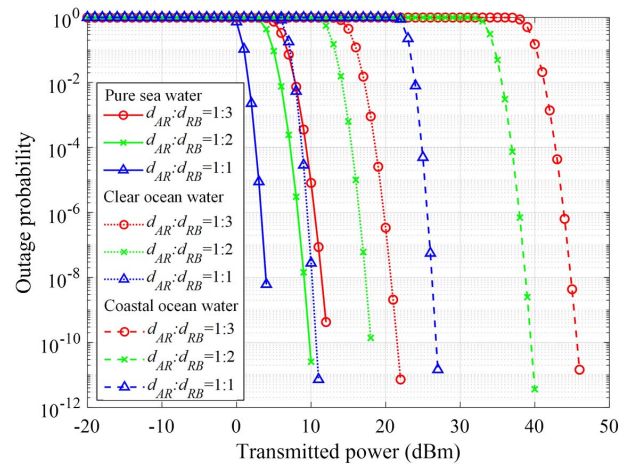 10^0
10^-2
10^-4
10^-6
10^-8
10^-10
10^-12
Outage probability
Pure sea water
d_AR:d_RB=1:3
d_AR:d_RB=1:2
d_AR:d_RB=1:1
Clear ocean water
d_AR:d_RB=1:3
d_AR:d_RB=1:2
d_AR:d_RB=1:1
Coastal ocean water
d_AR:d_RB=1:3
d_AR:d_RB=1:2
d_AR:d_RB=1:1
-20 -10 0 10 20 30 40 50
Transmitted power (dBm)